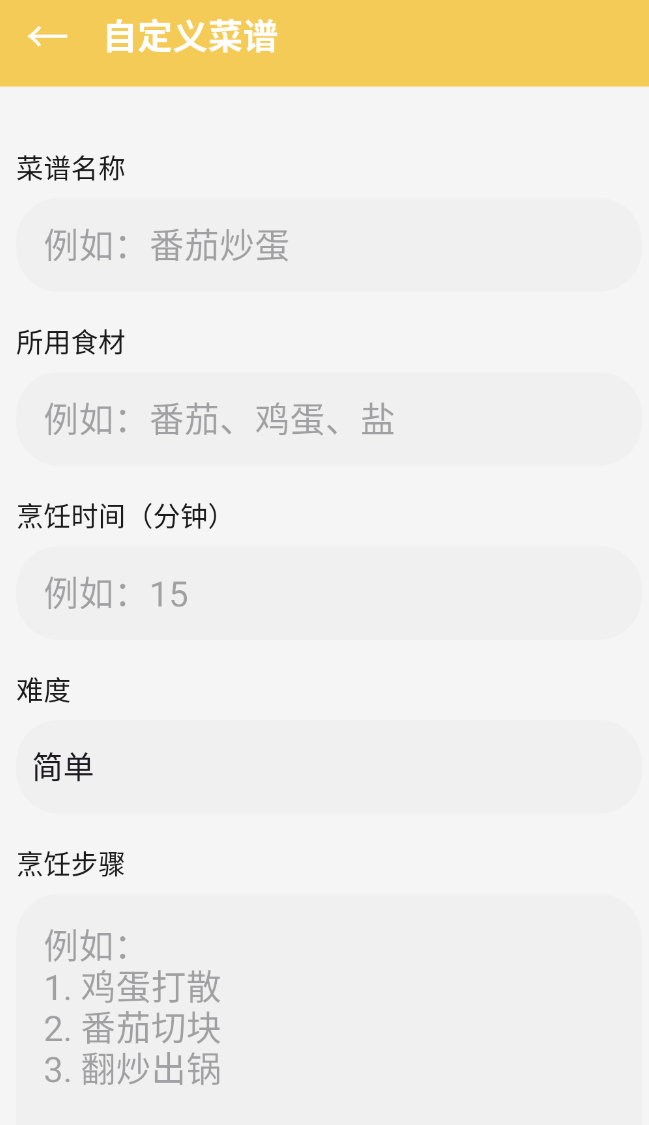 自定义菜谱
菜谱名称
例如：番茄炒蛋
所用食材
例如：番茄、鸡蛋、盐
烹饪时间（分钟）
例如：15
难度
简单
烹饪步骤
例如：
1. 鸡蛋打散
2. 番茄切块
3. 翻炒出锅